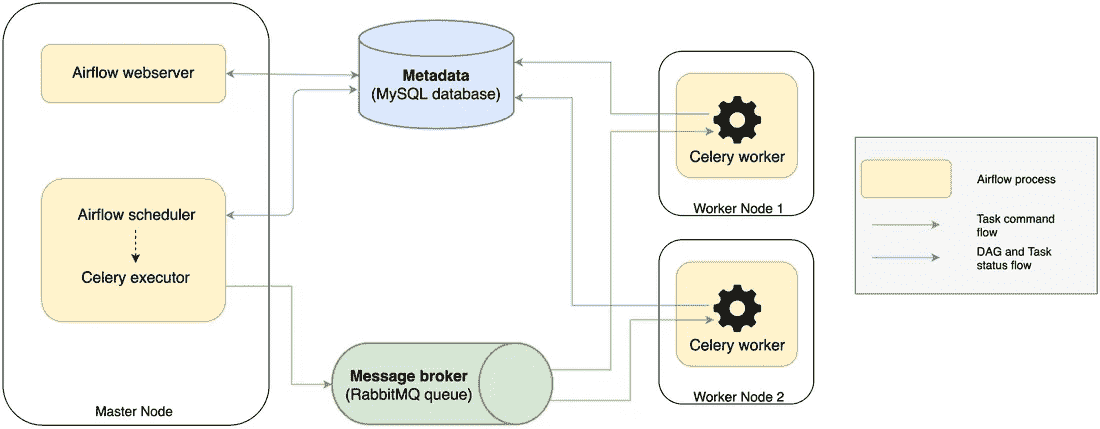 Airflow webserver
Airflow scheduler
Celery executor
Master Node
Metadata
(MySQL database)
Message broker
(RabbitMQ queue)
Celery worker
Worker Node 1
Celery worker
Worker Node 2
Airflow process
Task command
flow
DAG and Task
status flow